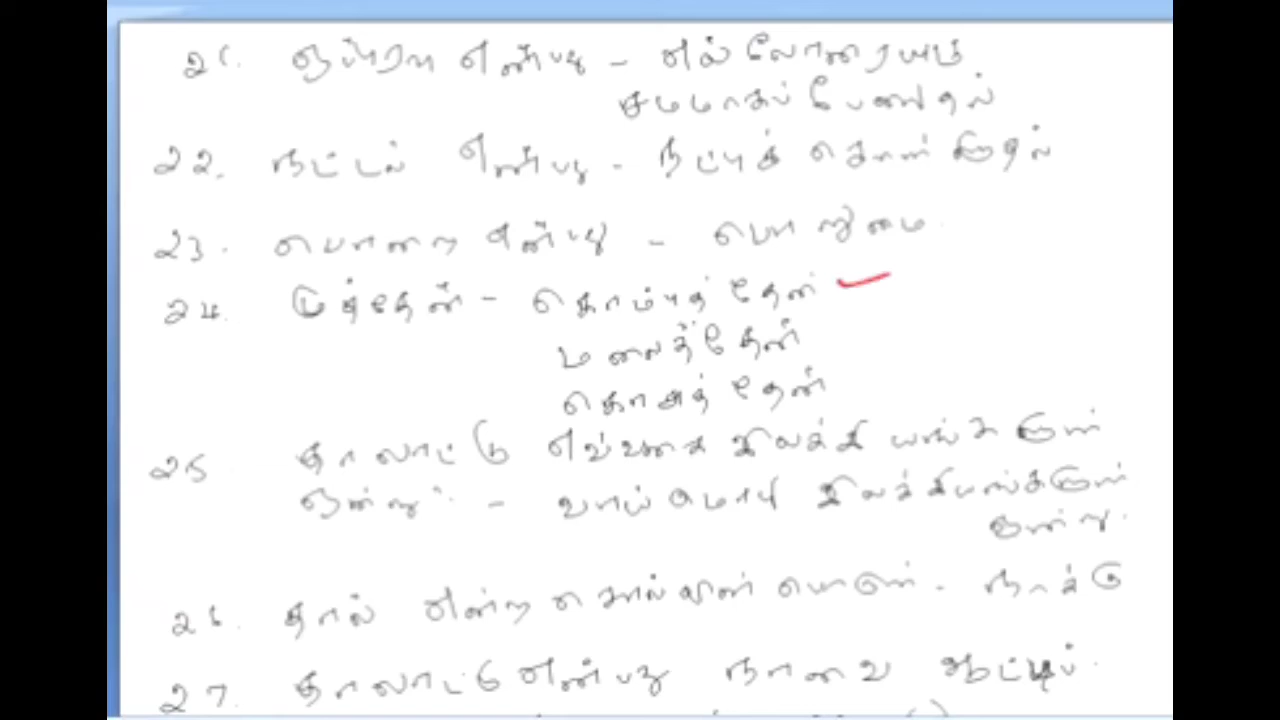 21. ஒப்புரவு என்பது - எல்லோரையும்
சமமாகப் பேணுதல்
22. நட்டல் என்பது - நட்புக் கொள்ளுதல்
23. பொறை என்பது - பொறுமை.
24. முத்தேன் - கொம்புத் தேன்
மலைத்தேன்
கொசுத் தேன்
25 தாலாட்டு எவ்வகை இலக்கியங்களுள்
ஒன்று - வாய்மொழி இலக்கியங்களுள்
ஒன்று.
26. தால் என்ற சொல்லின் பொருள். நாக்கு
27. தாலாட்டு என்பது நாவை ஆட்டிப்